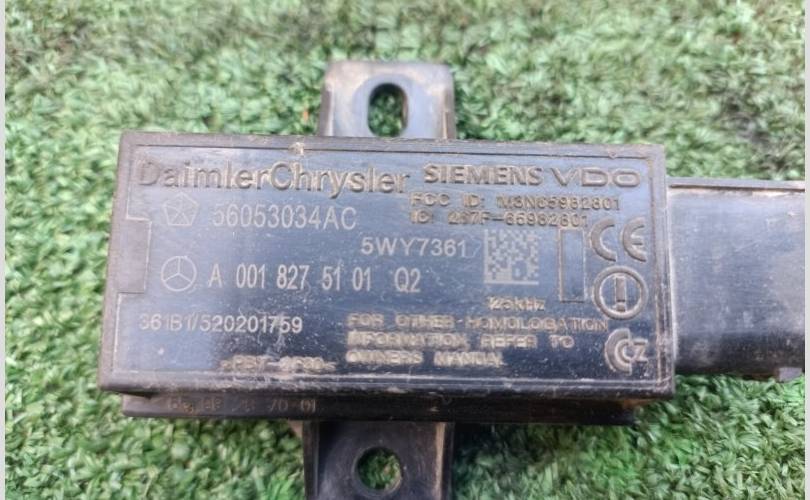 DaimlerChrysler SIEMENS VDO
56053034AC
FCC ID: M3N65982801
IC: 267F-65982801
5WY7361
A 001 827 51 01 Q2
125kHz
361B1/520201759
FOR OTHER HOMOLOGATION
INFORMATION, REFER TO
OWNERS MANUAL
CE